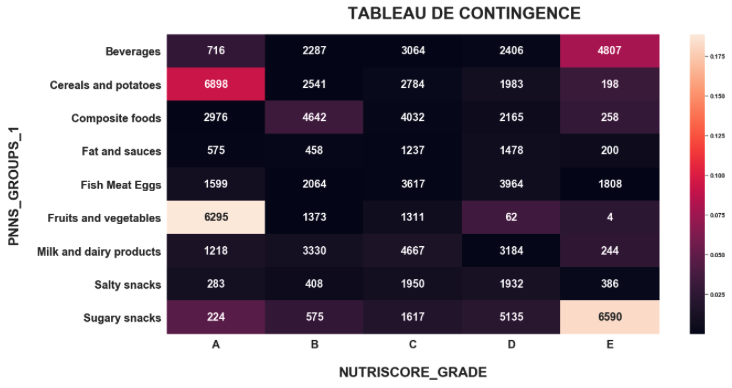 TABLEAU DE CONTINGENCE
PNNS_GROUPS_1
Beverages 716 2287 3064 2406 4807
Cereals and potatoes 6898 2541 2784 1983 198
Composite foods 2976 4642 4032 2165 258
Fat and sauces 575 458 1237 1478 200
Fish Meat Eggs 1599 2064 3617 3964 1808
Fruits and vegetables 6295 1373 1311 62 4
Milk and dairy products 1218 3330 4667 3184 244
Salty snacks 283 408 1950 1932 386
Sugary snacks 224 575 1617 5135 6590
A B C D E
NUTRISCORE_GRADE
0.175
0.150
0.125
0.100
0.075
0.050
0.025